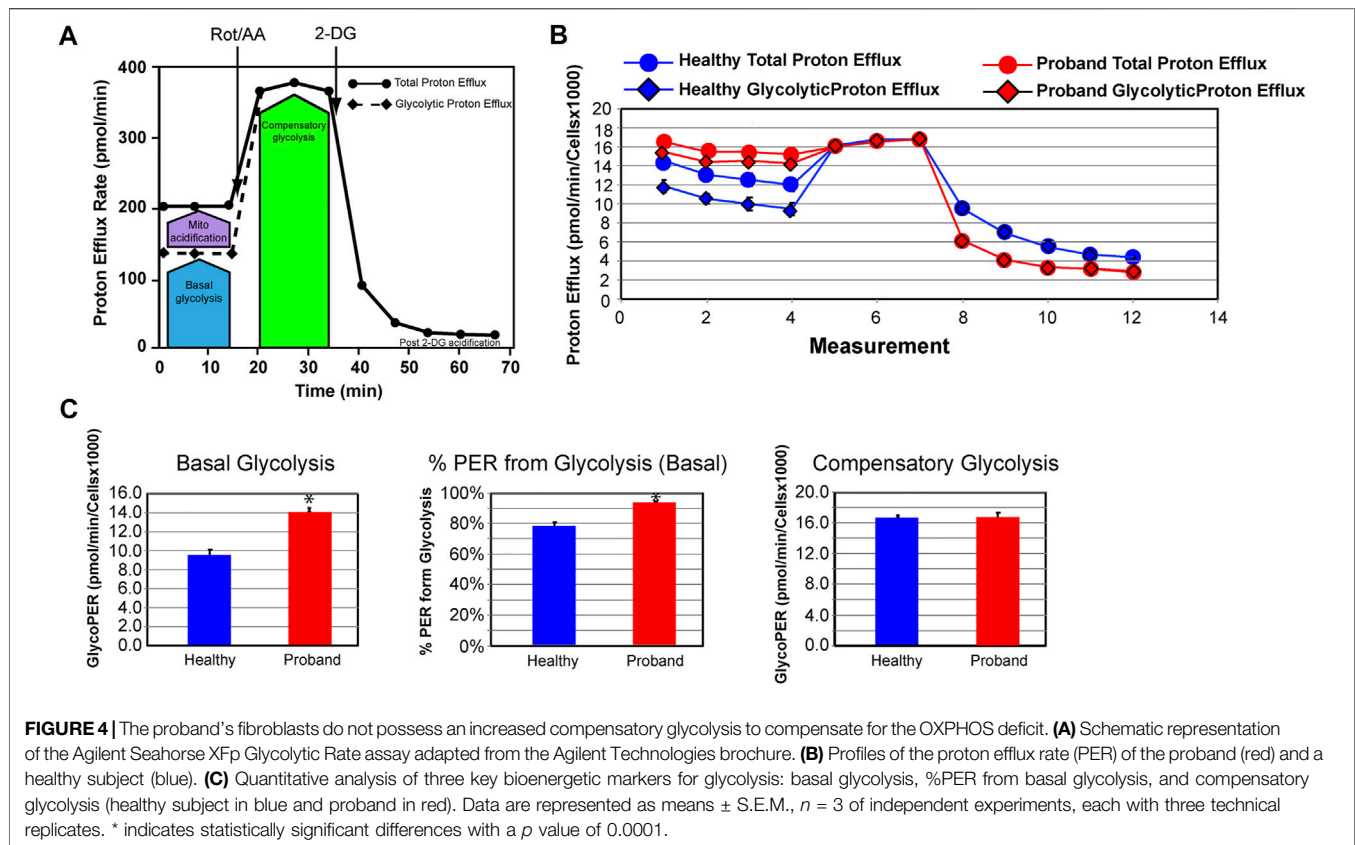 A
Rot/AA
2-DG
Proton Efflux Rate (pmol/min)
400
300
200
100
0
Total Proton Efflux
Glycolytic Proton Efflux
Compensatory
glycolysis
Mito
acidification
Basal
glycolysis
Post 2-DG acidification
0 10 20 30 40 50 60 70
Time (min)
B
Healthy Total Proton Efflux
Proband Total Proton Efflux
Healthy GlycolyticProton Efflux
Proband GlycolyticProton Efflux
Proton Efflux (pmol/min/Cellsx1000)
20
18
16
14
12
10
8
6
4
2
0
0 2 4 6 8 10 12 14
Measurement
C
Basal Glycolysis
GlycoPER (pmol/min/Cellsx1000)
16.0
14.0
12.0
10.0
8.0
6.0
4.0
2.0
0.0
*
Healthy Proband
% PER from Glycolysis (Basal)
% PER form Glycolysis
100%
80%
60%
40%
20%
0%
*
Healthy Proband
Compensatory Glycolysis
GlycoPER (pmol/min/Cellsx1000)
20.0
16.0
12.0
8.0
4.0
0.0
Healthy Proband
FIGURE 4 | The proband's fibroblasts do not possess an increased compensatory glycolysis to compensate for the OXPHOS deficit. (A) Schematic representation
of the Agilent Seahorse XFp Glycolytic Rate assay adapted from the Agilent Technologies brochure. (B) Profiles of the proton efflux rate (PER) of the proband (red) and a
healthy subject (blue). (C) Quantitative analysis of three key bioenergetic markers for glycolysis: basal glycolysis, %PER from basal glycolysis, and compensatory
glycolysis (healthy subject in blue and proband in red). Data are represented as means ± S.E.M., n = 3 of independent experiments, each with three technical
replicates. * indicates statistically significant differences with a p value of 0.0001.